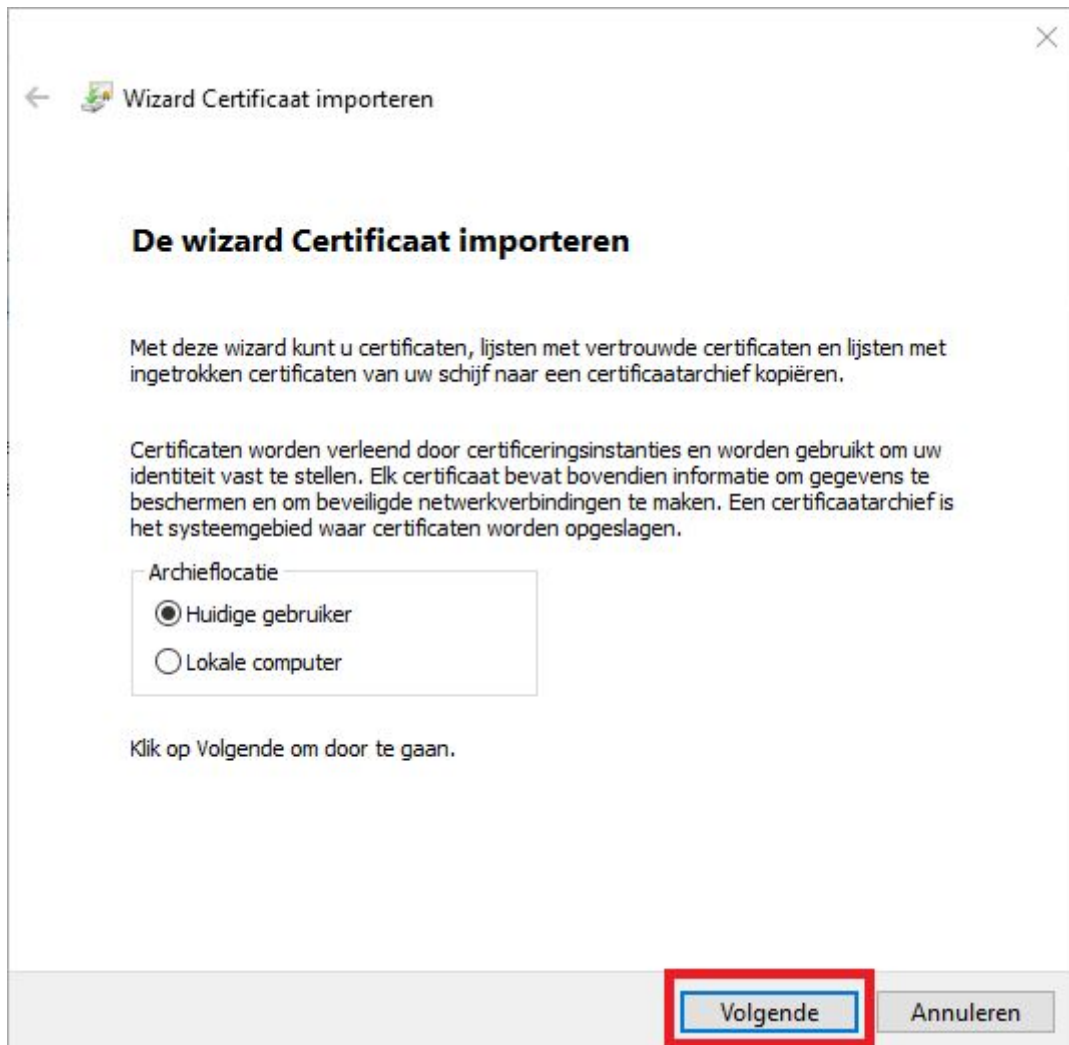 Wizard Certificaat importeren
De wizard Certificaat importeren
Met deze wizard kunt u certificaten, lijsten met vertrouwde certificaten en lijsten met
ingetrokken certificaten van uw schijf naar een certificaatarchief kopiëren.
Certificaten worden verleend door certificeringsinstanties en worden gebruikt om uw
identiteit vast te stellen. Elk certificaat bevat bovendien informatie om gegevens te
beschermen en om beveiligde netwerkverbindingen te maken. Een certificaatarchief is
het systeemgebied waar certificaten worden opgeslagen.
Archieflocatie
Huidige gebruiker
Lokale computer
Klik op Volgende om door te gaan.
Volgende Annuleren